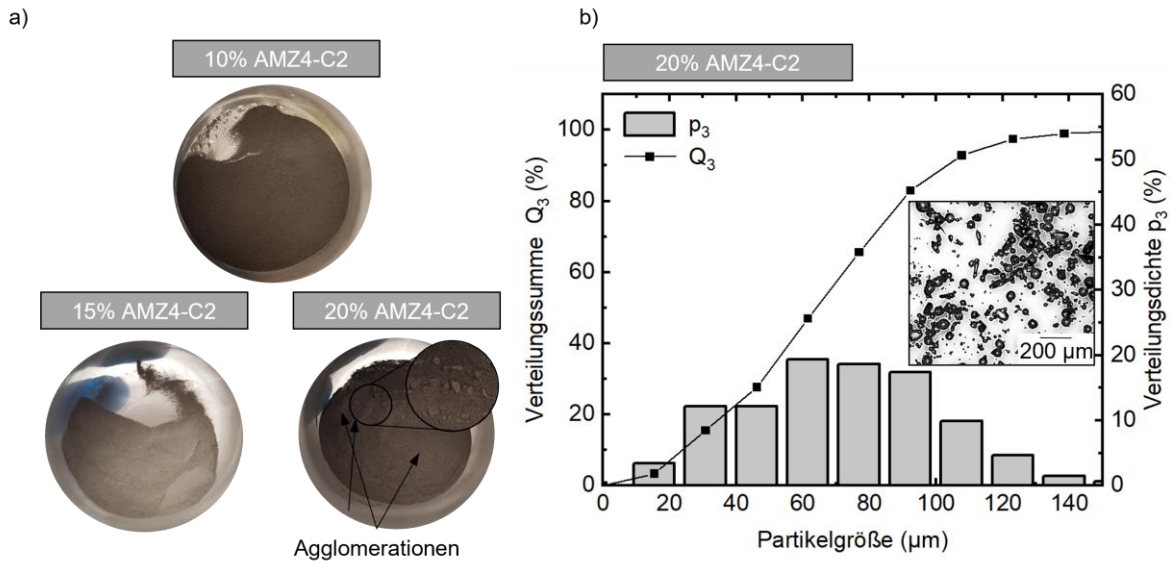 a)
10% AMZ4-C2
15% AMZ4-C2
20% AMZ4-C2
Agglomerationen
b)
20% AMZ4-C2
Verteilungssumme Q₃ (%)
100
80
60
40
20
0
p₃
Q₃
200 µm
60
50
40
30
20
10
0
Verteilungsdichte p₃ (%)
0 20 40 60 80 100 120 140
Partikelgröße (µm)